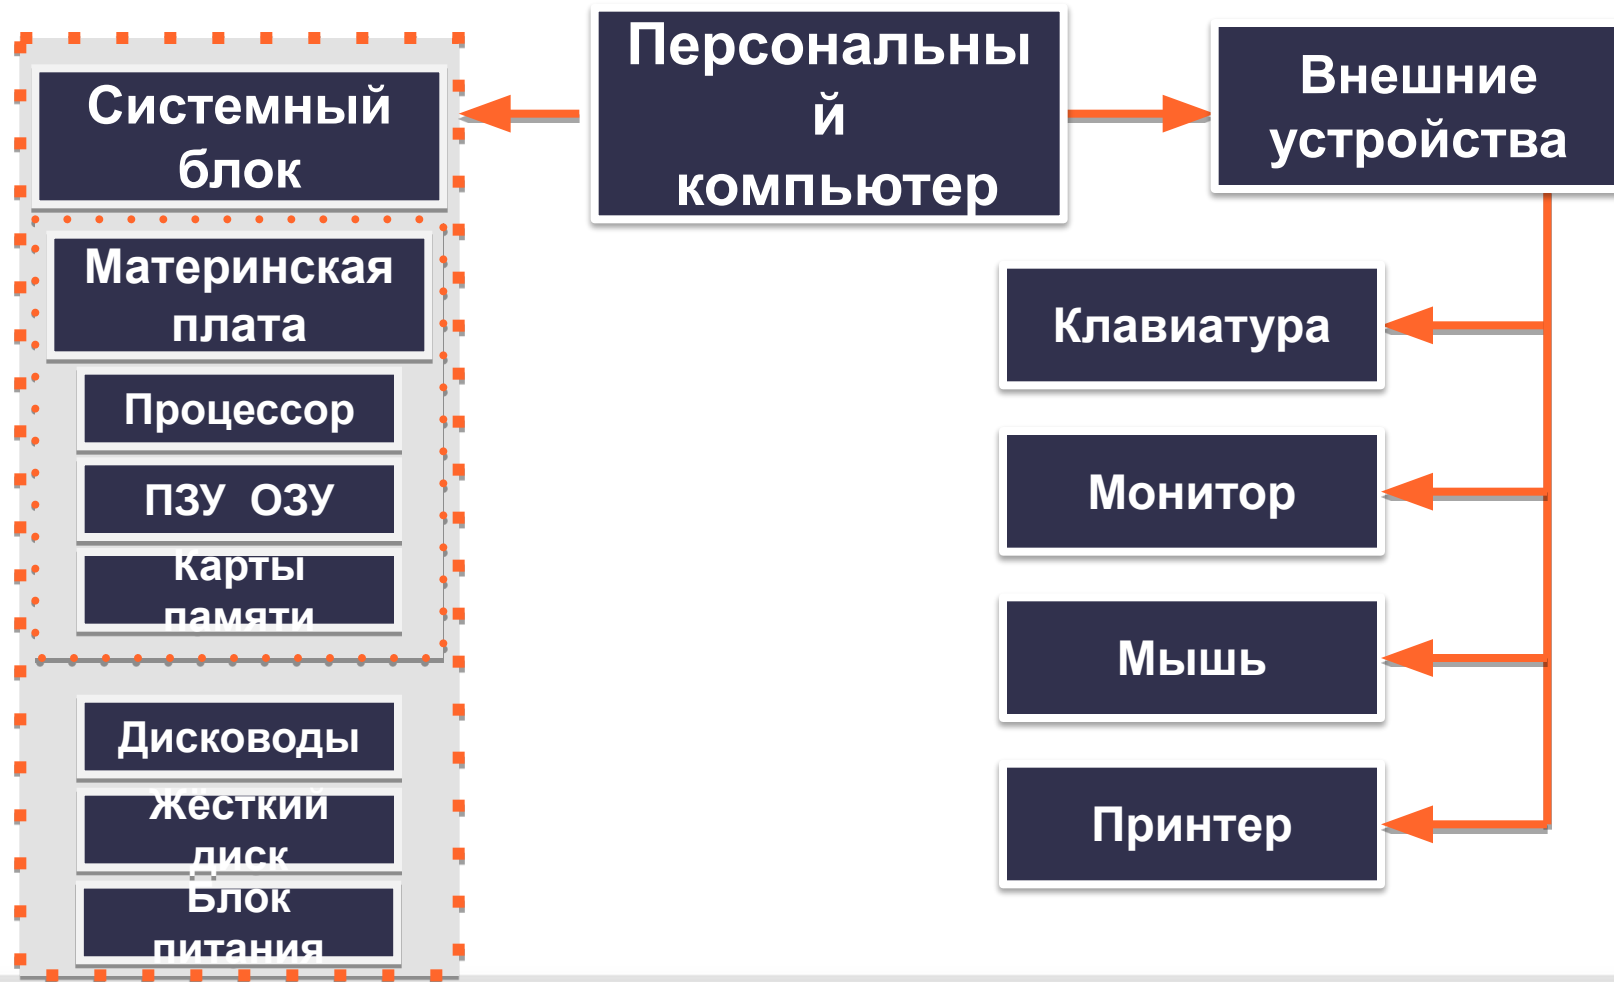 Персональны
й
компьютер
Системный
блок
Материнская
плата
Процессор
ПЗУ ОЗУ
Карты
памяти
Дисководы
Жёсткий
диск
Блок
питания
Внешние
устройства
Клавиатура
Монитор
Мышь
Принтер